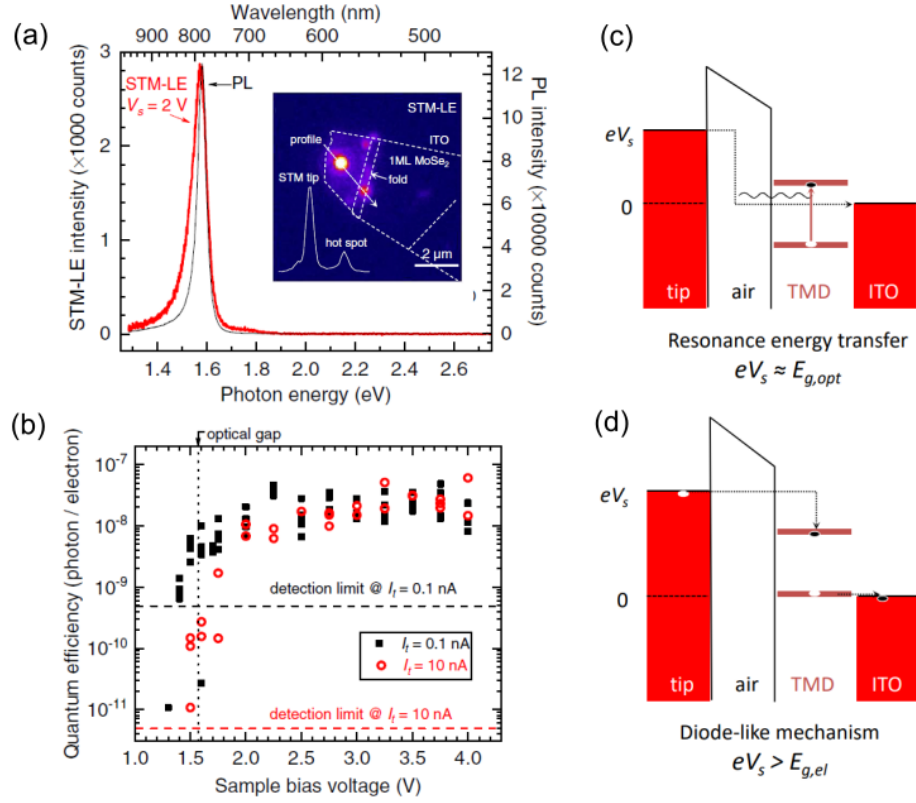 (a)
Wavelength (nm)
900 800 700 600 500
STM-LE intensity (×1000 counts)
3
2
1
0
STM-LE
V_s = 2 V
PL
STM-LE
ITO
profile
1ML MoSe₂
fold
STM tip
hot spot
2 μm
12
10
8
6
4
2
0
PL intensity (×10000 counts)
1.4 1.6 1.8 2.0 2.2 2.4 2.6
Photon energy (eV)
(b)
optical gap
Quantum efficiency (photon / electron)
10⁻⁷
10⁻⁸
10⁻⁹
10⁻¹⁰
10⁻¹¹
detection limit @ I_t = 0.1 nA
I_t = 0.1 nA
I_t = 10 nA
detection limit @ I_t = 10 nA
1.0 1.5 2.0 2.5 3.0 3.5 4.0
Sample bias voltage (V)
(c)
eV_s
0
tip air TMD ITO
Resonance energy transfer
eV_s ≈ E_g,opt
(d)
eV_s
0
tip air TMD ITO
Diode-like mechanism
eV_s > E_g,el